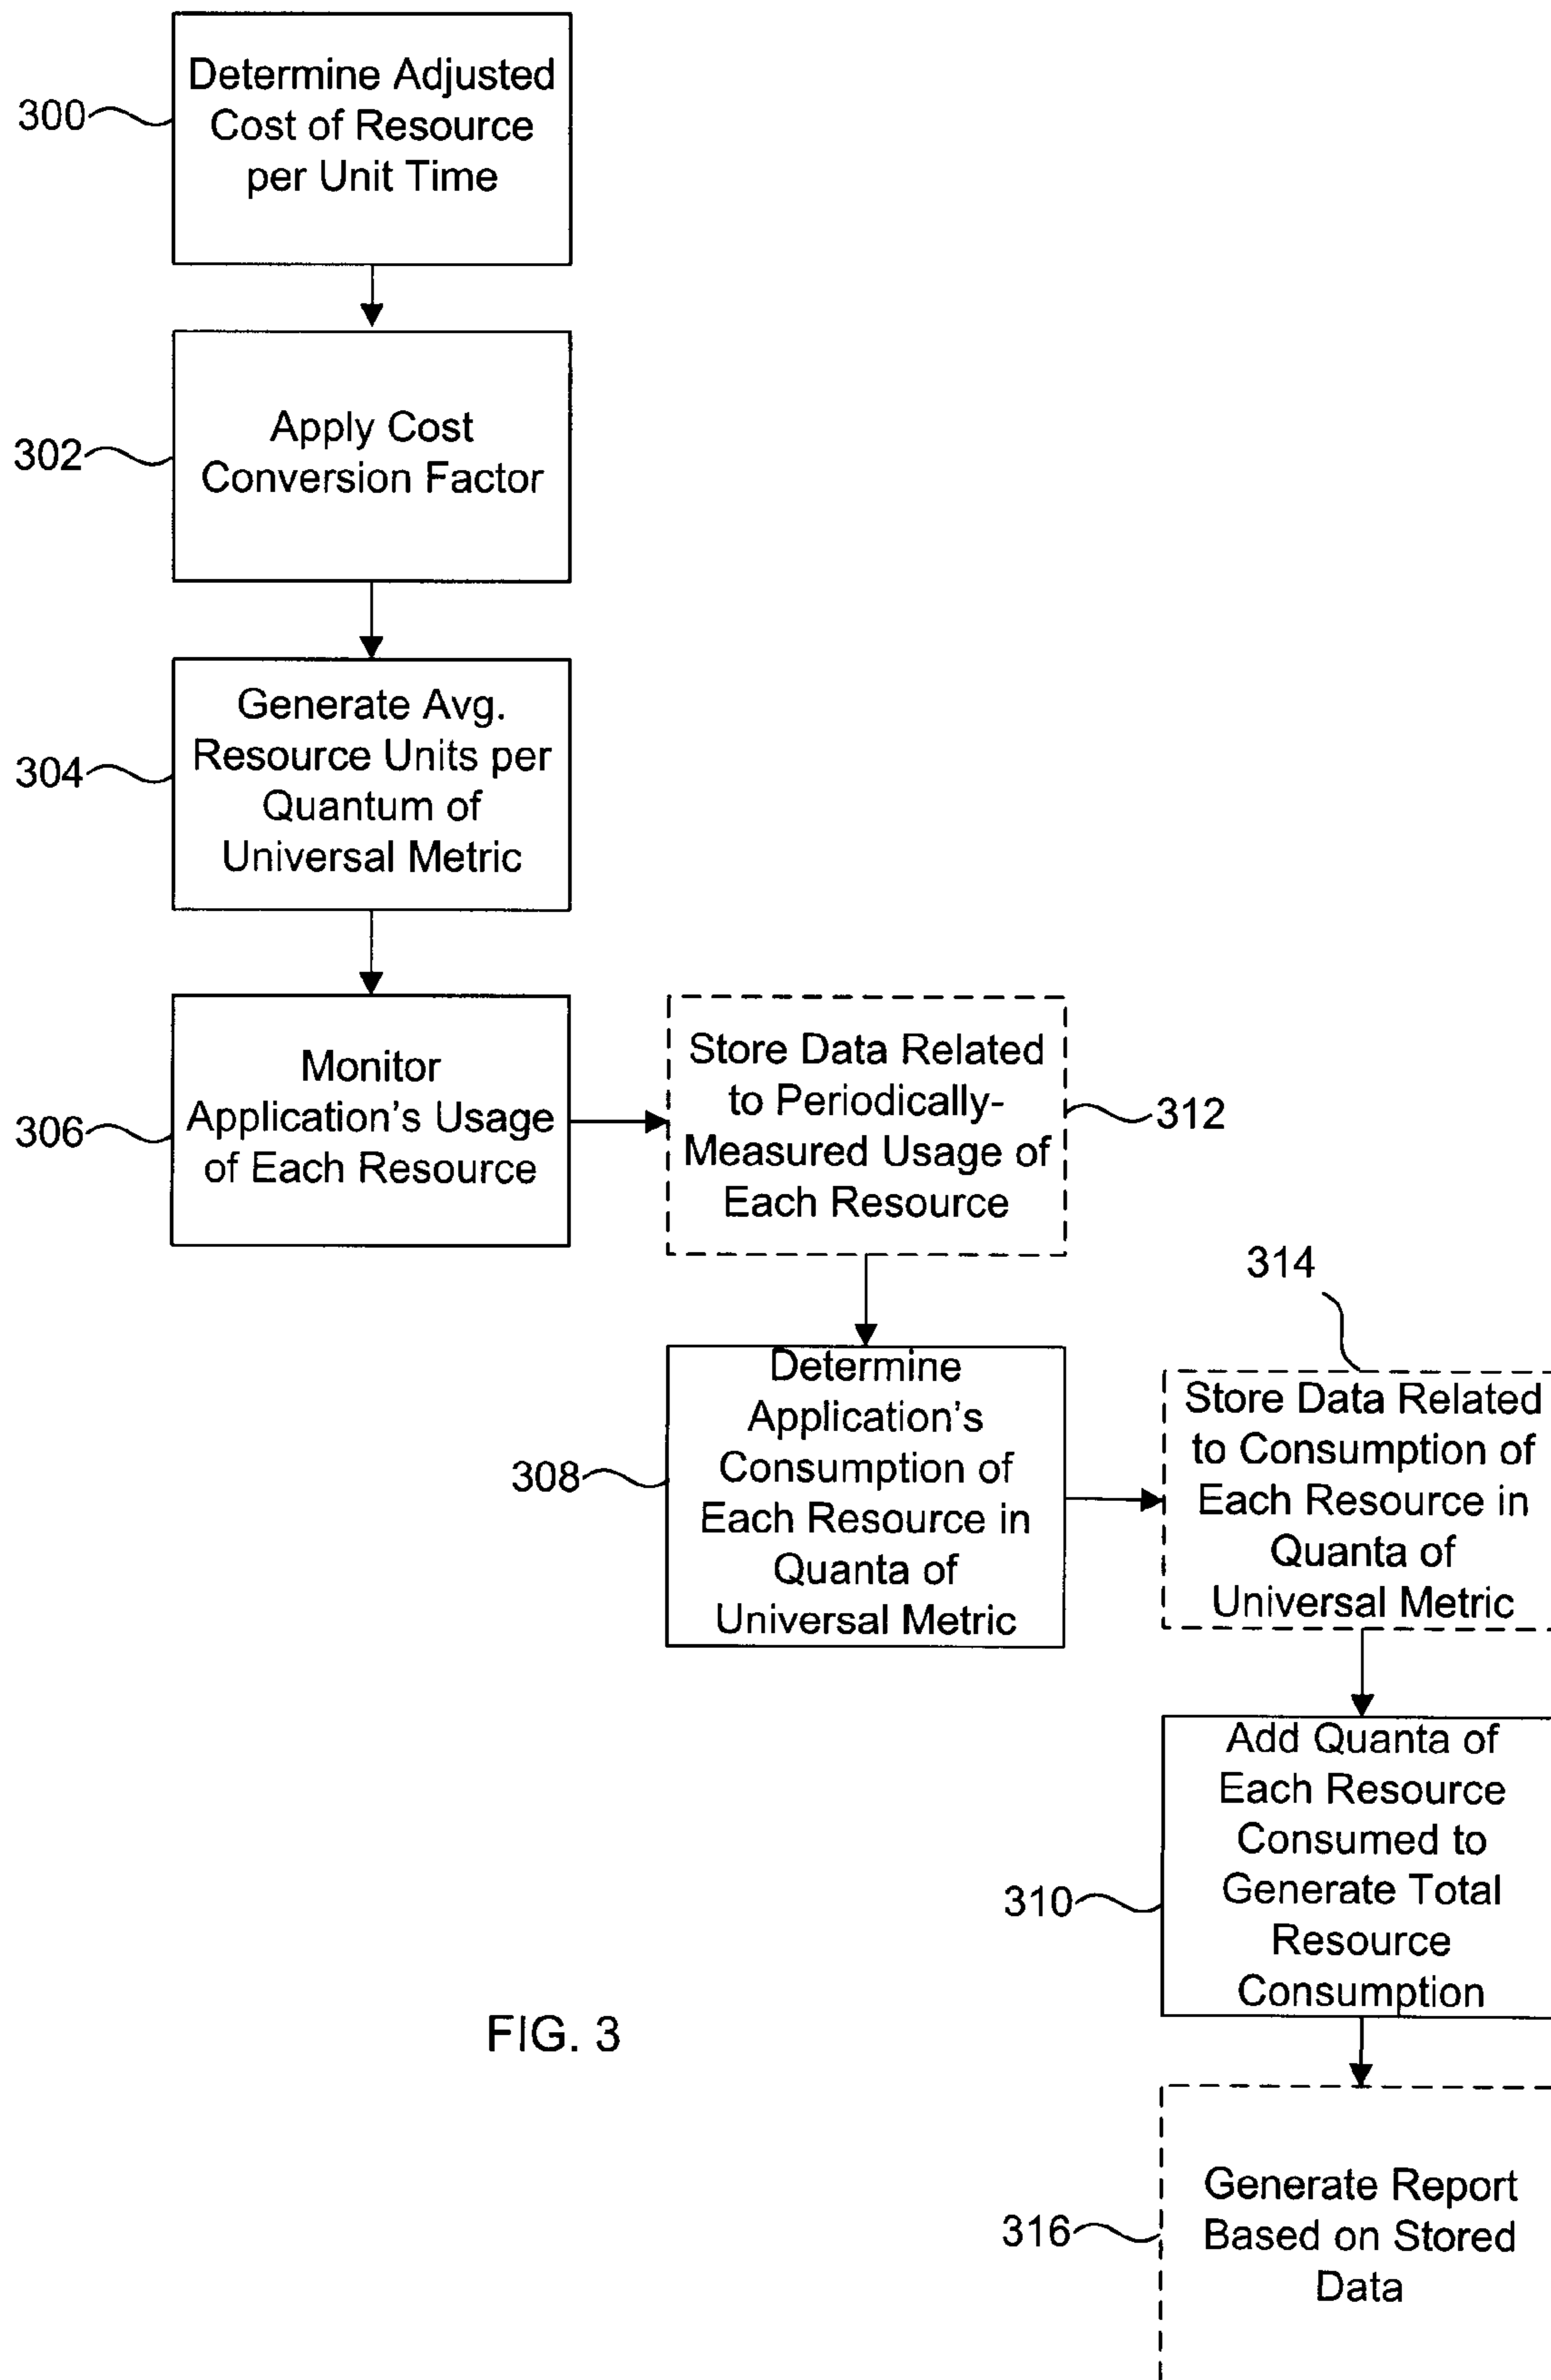 Determine Adjusted
Cost of Resource
per Unit Time
300
Apply Cost
Conversion Factor
302
Generate Avg.
Resource Units per
Quantum of
Universal Metric
304
Monitor
Application's Usage
of Each Resource
306
Store Data Related
to Periodically-
Measured Usage of
Each Resource
312
Determine
Application's
Consumption of
Each Resource in
Quanta of
Universal Metric
308
314
Store Data Related
to Consumption of
Each Resource in
Quanta of
Universal Metric
Add Quanta of
Each Resource
Consumed to
Generate Total
Resource
Consumption
310
FIG. 3
Generate Report
Based on Stored
Data
316